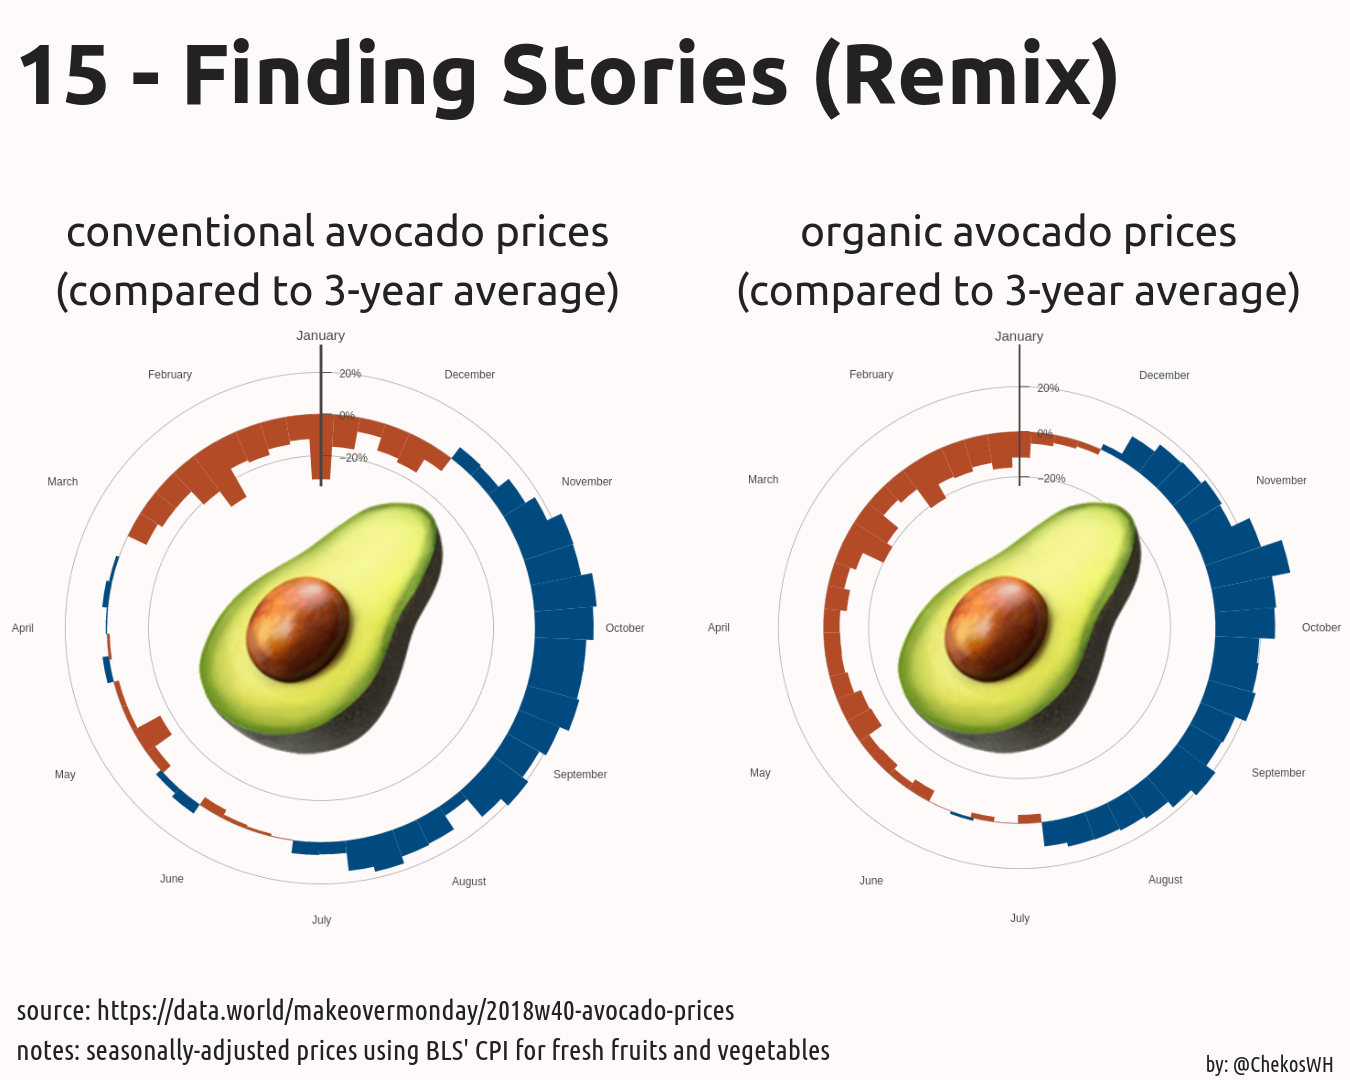 15 - Finding Stories (Remix)
conventional avocado prices
(compared to 3-year average)
January
February
December
20%
0%
−20%
March
November
April
October
May
September
June
August
July
organic avocado prices
(compared to 3-year average)
January
February
December
20%
0%
−20%
March
November
April
October
May
September
June
August
July
source: https://data.world/makeovermonday/2018w40-avocado-prices
notes: seasonally-adjusted prices using BLS' CPI for fresh fruits and vegetables
by: @ChekosWH